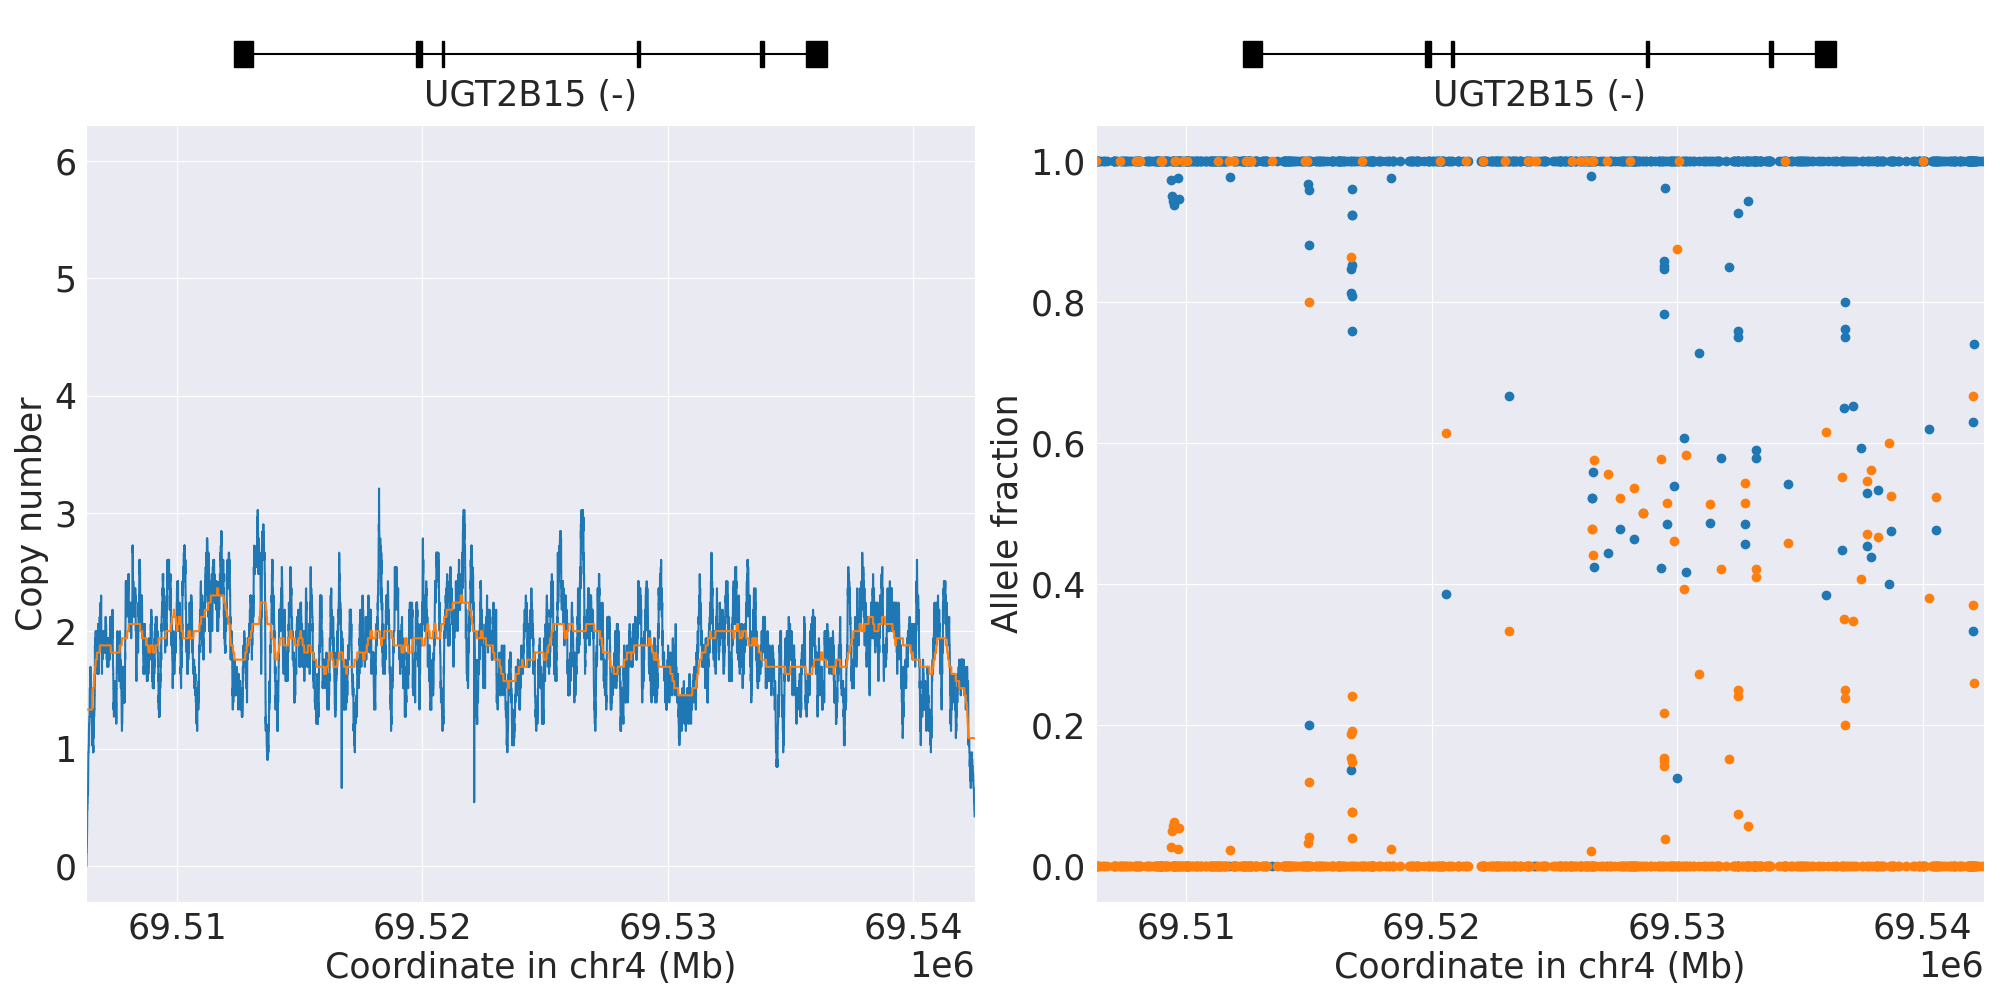 UGT2B15 (-)
UGT2B15 (-)
Copy number
6
5
4
3
2
1
0
69.51
69.52
69.53
69.54
Coordinate in chr4 (Mb)
1e6
Allele fraction
1.0
0.8
0.6
0.4
0.2
0.0
69.51
69.52
69.53
69.54
Coordinate in chr4 (Mb)
1e6